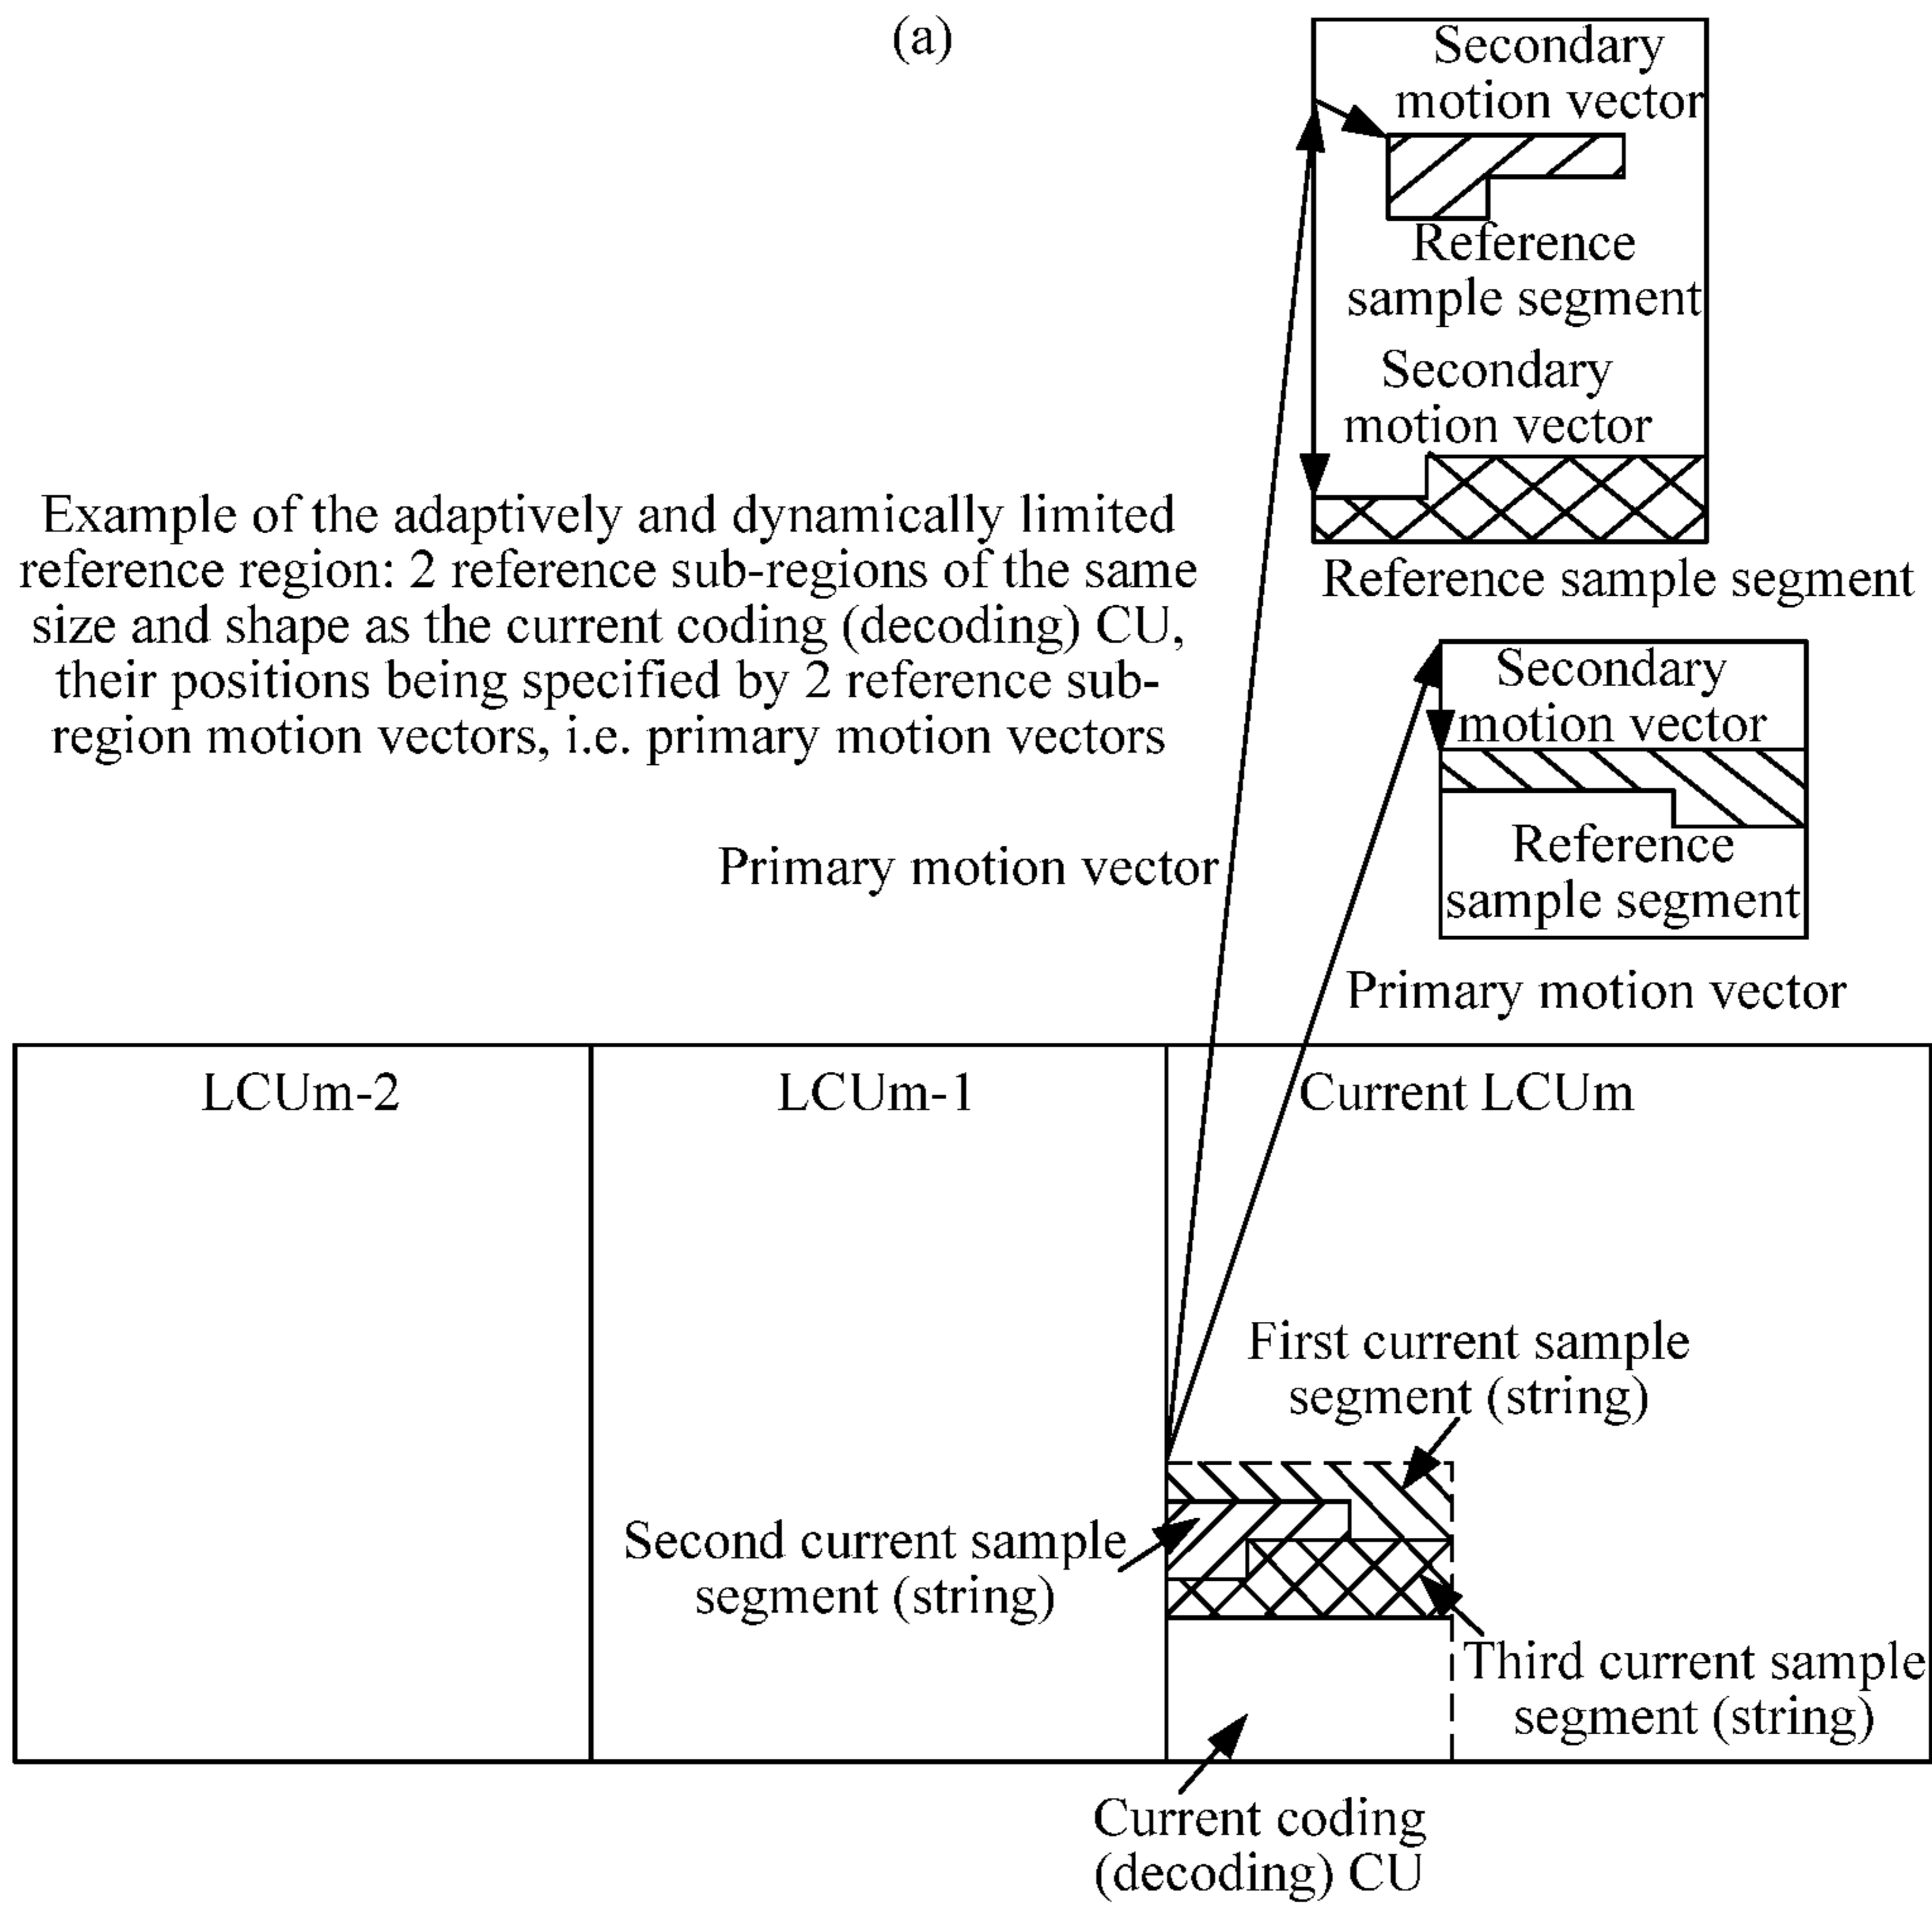 (a)
Secondary
motion vector
Reference
sample segment
Secondary
motion vector
Reference sample segment
Example of the adaptively and dynamically limited
reference region: 2 reference sub-regions of the same
size and shape as the current coding (decoding) CU,
their positions being specified by 2 reference sub-
region motion vectors, i.e. primary motion vectors
Secondary
motion vector
Reference
sample segment
Primary motion vector
Primary motion vector
LCUm-2
LCUm-1
Current LCUm
First current sample
segment (string)
Second current sample
segment (string)
Third current sample
segment (string)
Current coding
(decoding) CU